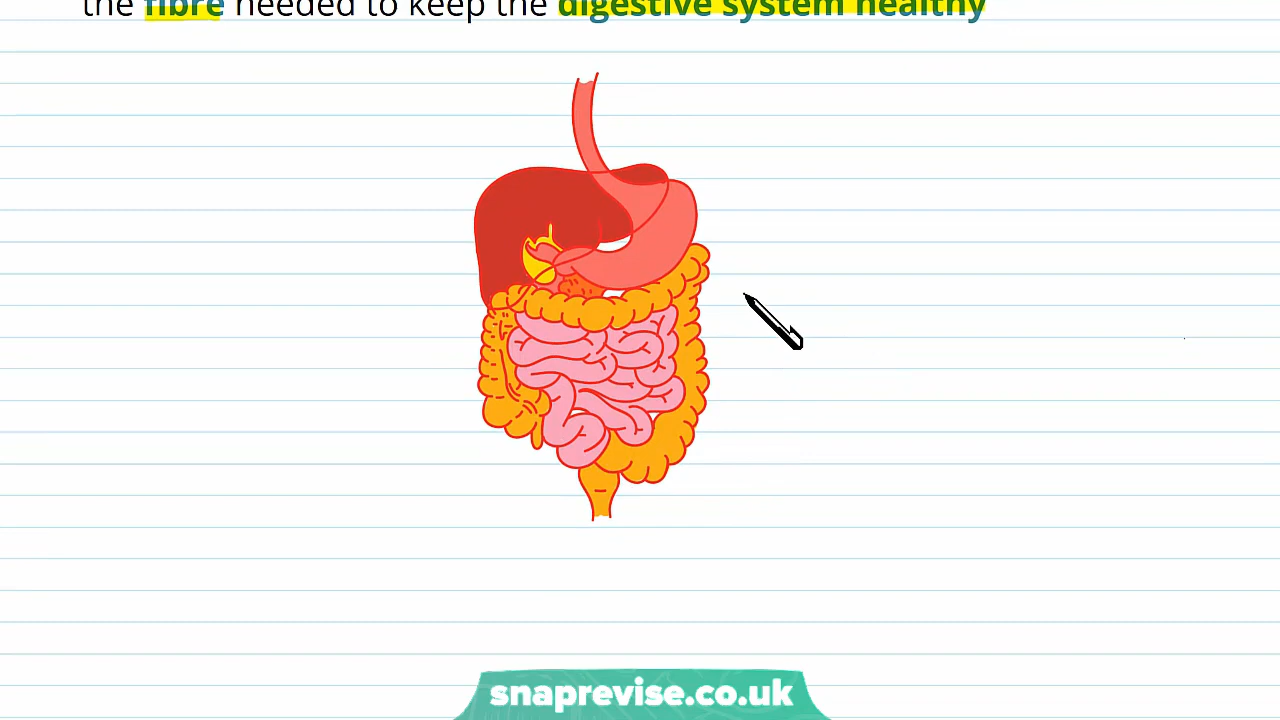 the fibre needed to keep the digestive system healthy
snaprevise.co.uk